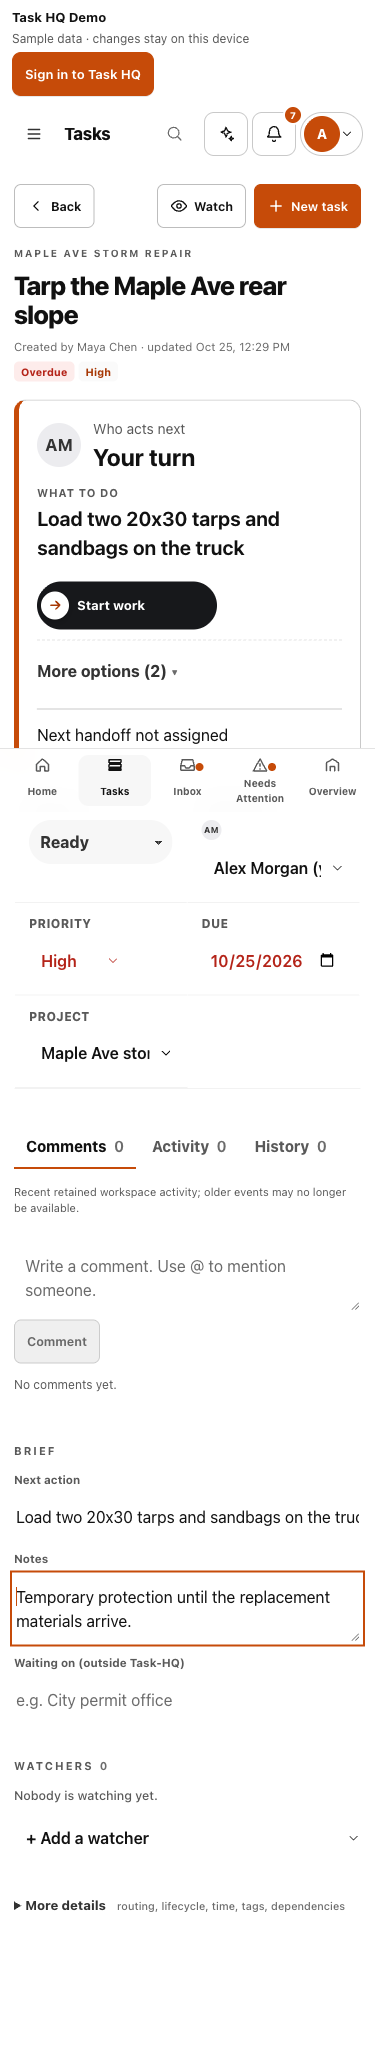 Task HQ Demo
Sample data · changes stay on this device
Sign in to Task HQ
Tasks
7
A
Back
Watch
New task
MAPLE AVE STORM REPAIR
Tarp the Maple Ave rear
slope
Created by Maya Chen · updated Oct 25, 12:29 PM
Overdue
High
AM
Who acts next
Your turn
WHAT TO DO
Load two 20x30 tarps and
sandbags on the truck
Start work
More options (2)
Next handoff not assigned
Home
Tasks
Inbox
Needs
Attention
Overview
Ready
AM
Alex Morgan (y
PRIORITY
DUE
High
10/25/2026
PROJECT
Maple Ave stor
Comments 0
Activity 0
History 0
Recent retained workspace activity; older events may no longer
be available.
Write a comment. Use @ to mention
someone.
Comment
No comments yet.
BRIEF
Next action
Load two 20x30 tarps and sandbags on the truc
Notes
Temporary protection until the replacement
materials arrive.
Waiting on (outside Task-HQ)
e.g. City permit office
WATCHERS 0
Nobody is watching yet.
+ Add a watcher
More details
routing, lifecycle, time, tags, dependencies